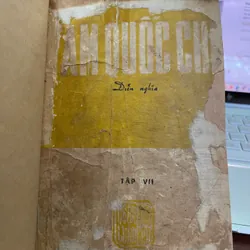 AM QUỐC CH
Diễn nghĩa
TẬP VII